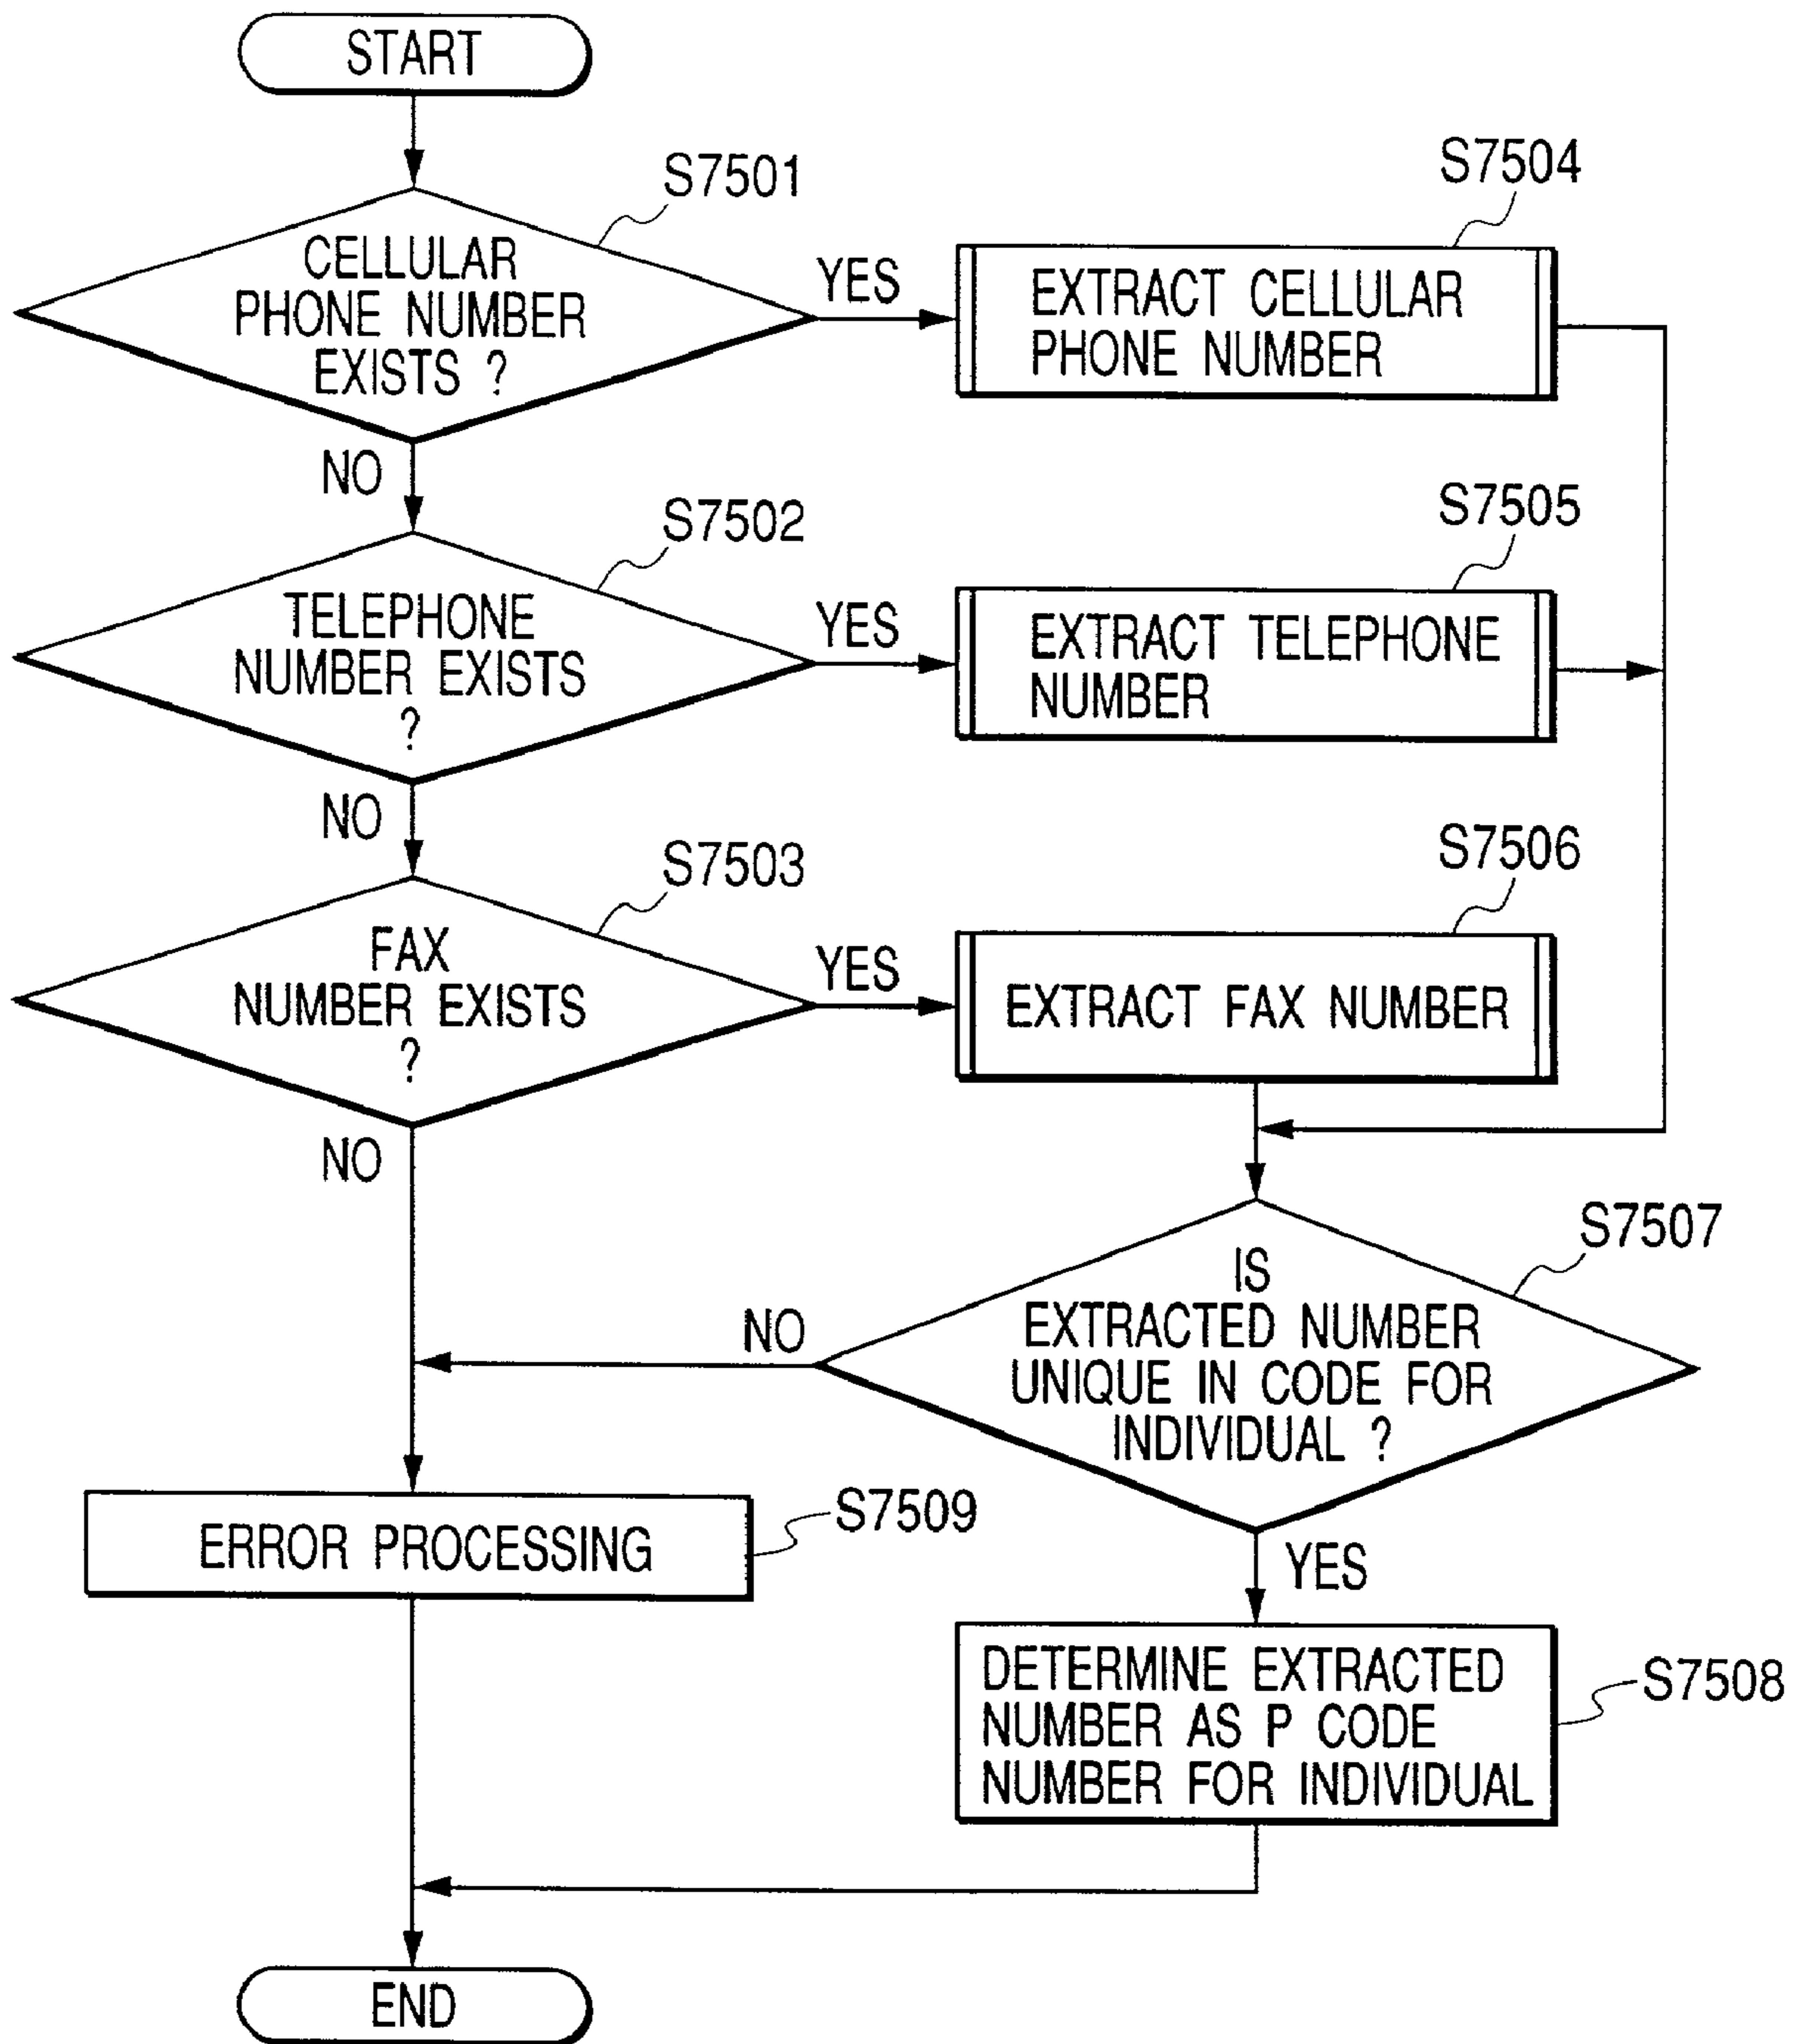 START
S7501
CELLULAR
PHONE NUMBER
EXISTS ?
YES
S7504
EXTRACT CELLULAR
PHONE NUMBER
NO
S7502
TELEPHONE
NUMBER EXISTS
?
YES
S7505
EXTRACT TELEPHONE
NUMBER
NO
S7503
FAX
NUMBER EXISTS
?
YES
S7506
EXTRACT FAX NUMBER
NO
S7507
IS
EXTRACTED NUMBER
UNIQUE IN CODE FOR
INDIVIDUAL ?
NO
YES
ERROR PROCESSING
S7509
DETERMINE EXTRACTED
NUMBER AS P CODE
NUMBER FOR INDIVIDUAL
S7508
END